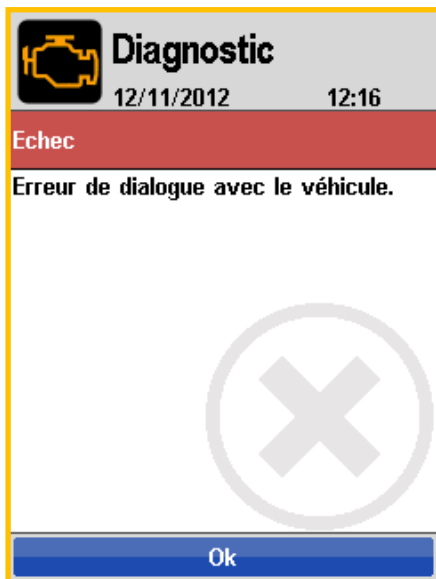 Diagnostic
12/11/2012 12:16
Echec
Erreur de dialogue avec le véhicule.
Ok